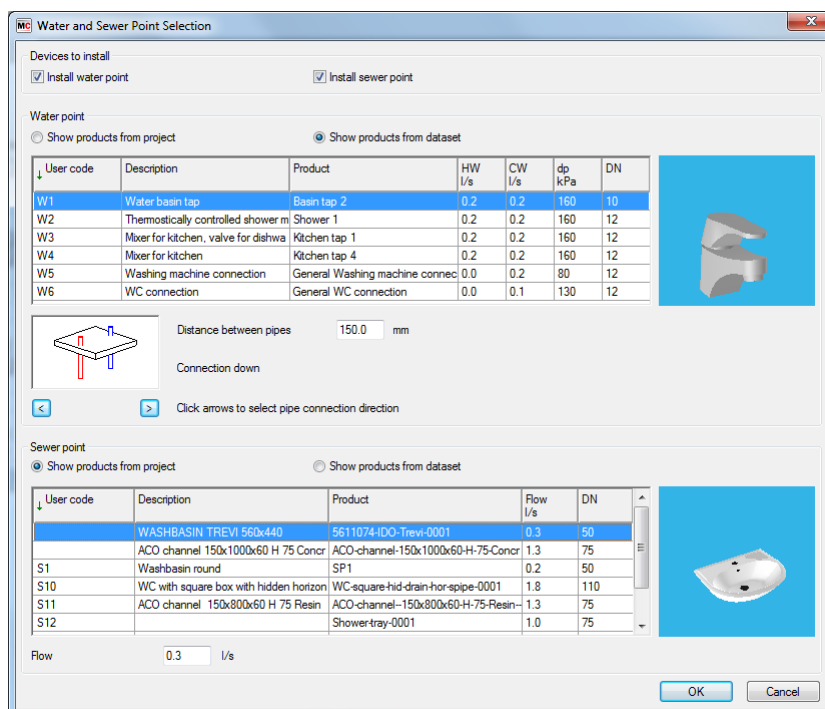 MC Water and Sewer Point Selection
Devices to install
Install water point Install sewer point
Water point
Show products from project Show products from dataset
User code Description Product HW l/s CW l/s dp kPa DN
W1 Water basin tap Basin tap 2 0.2 0.2 160 10
W2 Thermostically controlled shower m Shower 1 0.2 0.2 160 12
W3 Mixer for kitchen, valve for dishwa Kitchen tap 1 0.2 0.2 160 12
W4 Mixer for kitchen Kitchen tap 4 0.2 0.2 160 12
W5 Washing machine connection General Washing machine connec 0.0 0.2 80 12
W6 WC connection General WC connection 0.0 0.1 130 12
Distance between pipes 150.0 mm
Connection down
< > Click arrows to select pipe connection direction
Sewer point
Show products from project Show products from dataset
User code Description Product Flow l/s DN
WASHBASIN TREVI 560x440 5611074-IDO-Trevi-0001 0.3 50
ACO channel 150x1000x60 H 75 Concr ACO-channel-150x1000x60-H-75-Concr 1.3 75
S1 Washbasin round SP1 0.2 50
S10 WC with square box with hidden horizon WC-square-hid-drain-hor-spipe-0001 1.8 110
S11 ACO channel 150x800x60 H 75 Resin ACO-channel--150x800x60-H-75-Resin-- 1.3 75
S12 Shower-tray-0001 1.0 75
Flow 0.3 l/s
OK Cancel